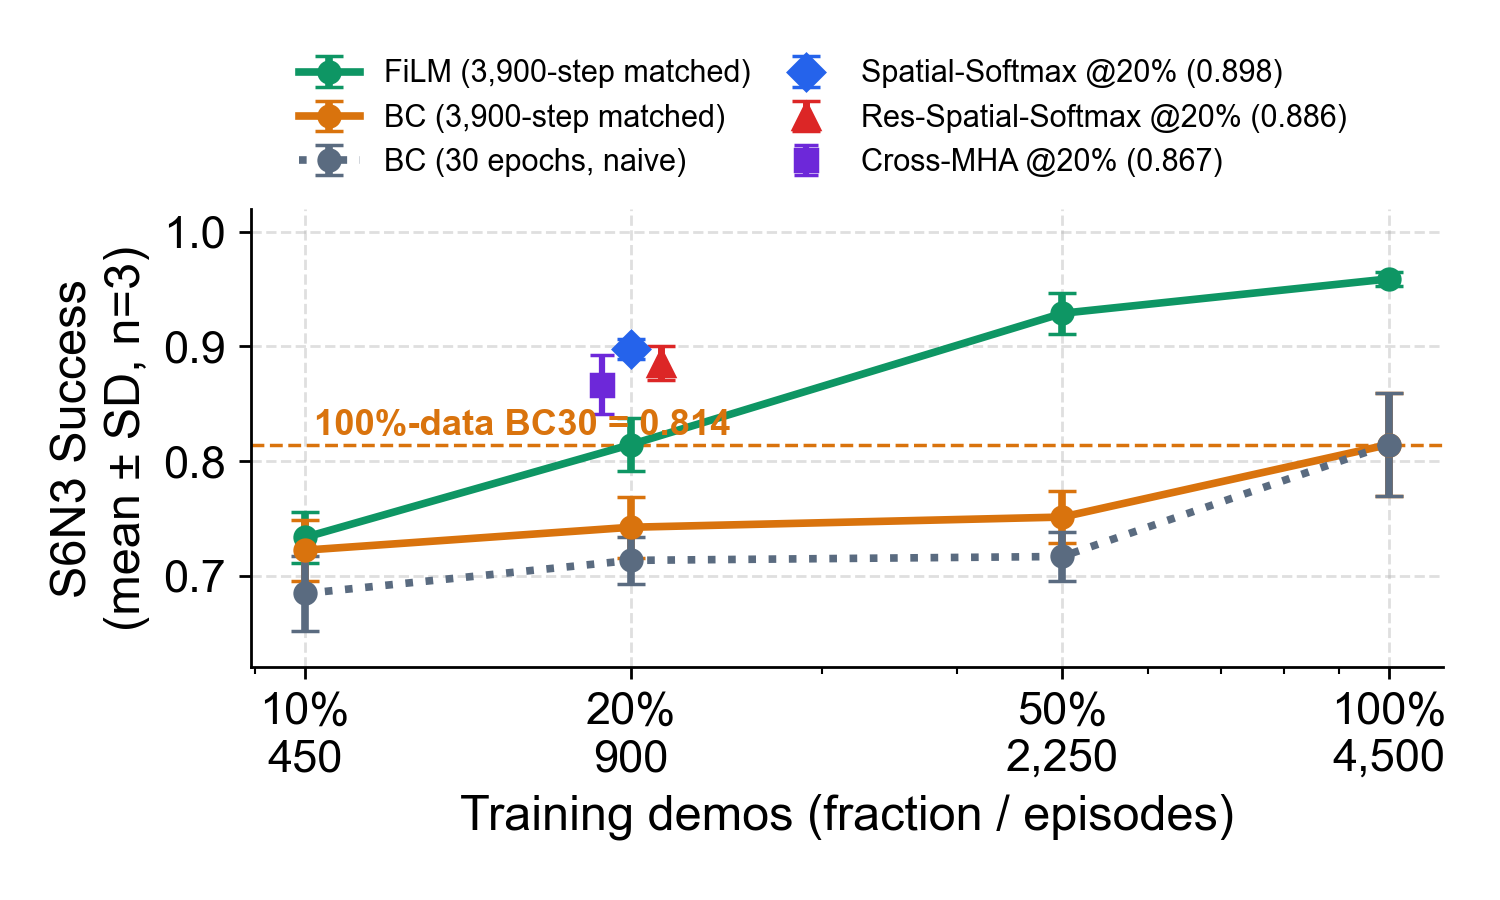 FiLM (3,900-step matched)
BC (3,900-step matched)
BC (30 epochs, naive)
Spatial-Softmax @20% (0.898)
Res-Spatial-Softmax @20% (0.886)
Cross-MHA @20% (0.867)
S6N3 Success
(mean ± SD, n=3)
1.0
0.9
0.8
0.7
100%-data BC30 = 0.814
10%
450
20%
900
50%
2,250
100%
4,500
Training demos (fraction / episodes)